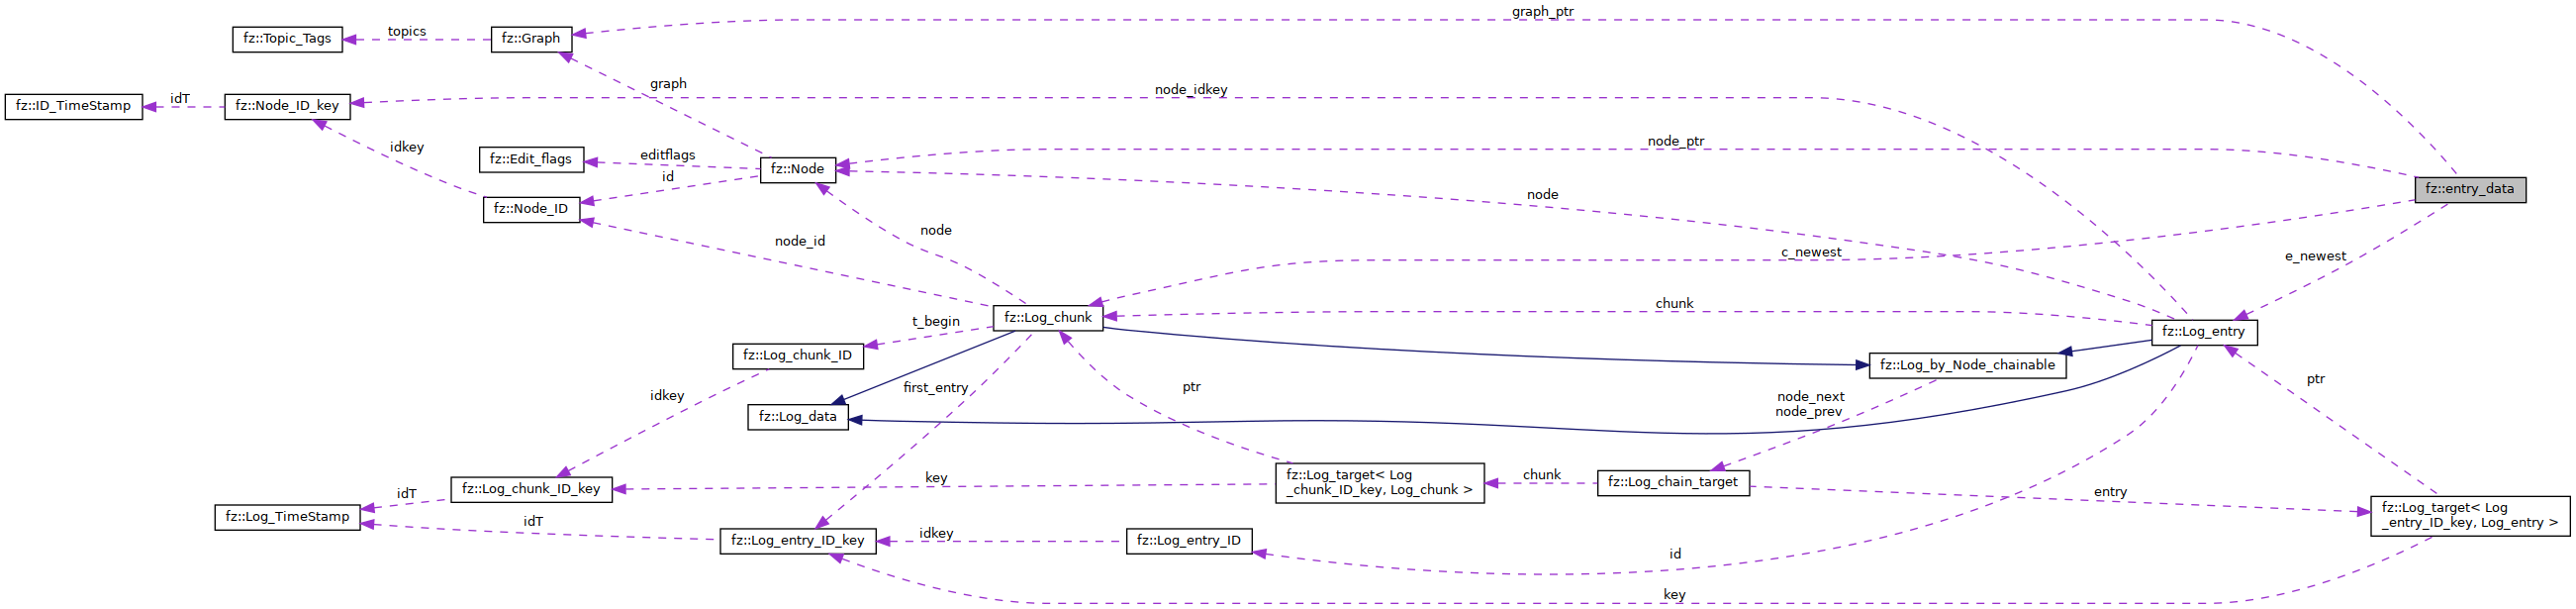 graph_ptr
fz::Topic_Tags
topics
fz::Graph
graph
node_idkey
fz::ID_TimeStamp
idT
fz::Node_ID_key
idkey
fz::Edit_flags
editflags
fz::Node
node_ptr
id
fz::Node_ID
node
fz::entry_data
node_id
node
c_newest
e_newest
chunk
fz::Log_chunk
t_begin
fz::Log_entry
fz::Log_chunk_ID
fz::Log_by_Node_chainable
idkey
first_entry
ptr
node_next
node_prev
ptr
fz::Log_data
key
fz::Log_target< Log
_chunk_ID_key, Log_chunk >
chunk
fz::Log_chain_target
entry
fz::Log_chunk_ID_key
idT
fz::Log_TimeStamp
idT
fz::Log_target< Log
_entry_ID_key, Log_entry >
fz::Log_entry_ID_key
idkey
fz::Log_entry_ID
id
key